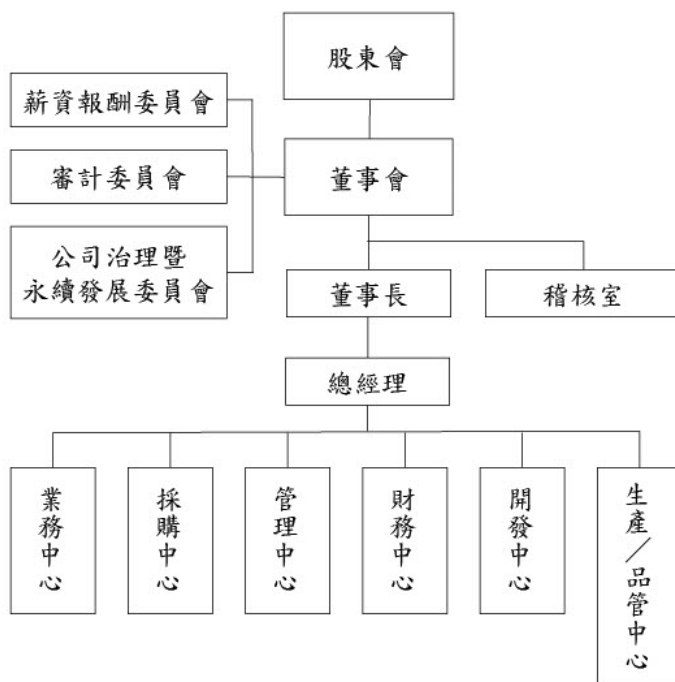 股東會
薪資報酬委員會
審計委員會
董事會
公司治理暨
永續發展委員會
董事長
稽核室
總經理
業務中心
採購中心
管理中心
財務中心
開發中心
生產／品管中心